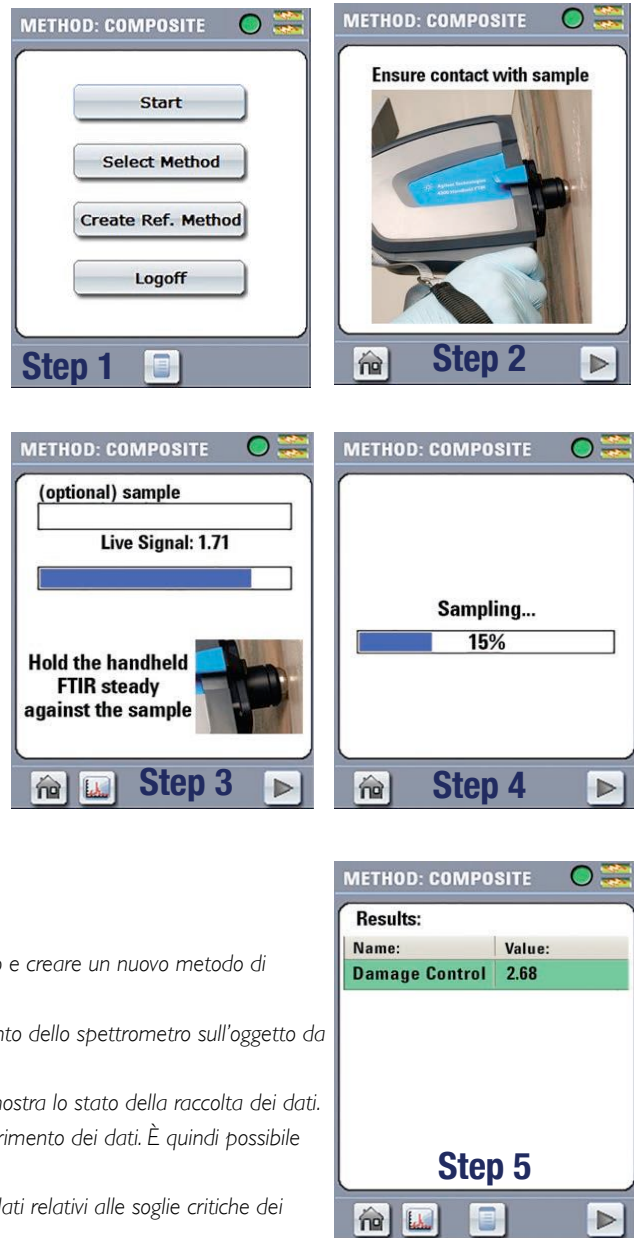 METHOD: COMPOSITE
Start
Select Method
Create Ref. Method
Logoff
Step 1
METHOD: COMPOSITE
Ensure contact with sample
Agilent Technologies
Step 2
METHOD: COMPOSITE
(optional) sample
Live Signal: 1.71
Hold the handheld
FTIR steady
against the sample
Step 3
METHOD: COMPOSITE
Sampling...
15%
Step 4
o e creare un nuovo metodo di
nto dello spettrometro sull'oggetto da
nostra lo stato della raccolta dei dati.
rimento dei dati. È quindi possibile
lati relativi alle soglie critiche dei
METHOD: COMPOSITE
Results:
Name: Value:
Damage Control 2.68
Step 5